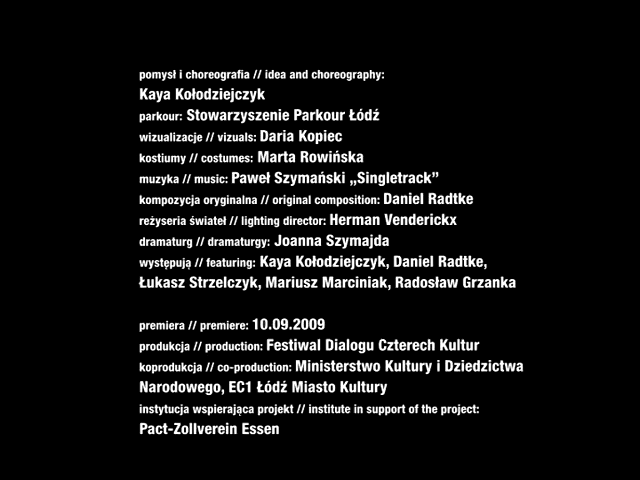 pomysł i choreografia // idea and choreography:
Kaya Kołodziejczyk
parkour: Stowarzyszenie Parkour Łódź
wizualizacje // vizuals: Daria Kopiec
kostiumy // costumes: Marta Rowińska
muzyka // music: Paweł Szymański „Singletrack”
kompozycja oryginalna // original composition: Daniel Radtke
reżyseria świateł // lighting director: Herman Venderickx
dramaturg // dramaturgy: Joanna Szymajda
występują // featuring: Kaya Kołodziejczyk, Daniel Radtke,
Łukasz Strzelczyk, Mariusz Marciniak, Radosław Grzanka
premiera // premiere: 10.09.2009
produkcja // production: Festiwal Dialogu Czterech Kultur
koprodukcja // co-production: Ministerstwo Kultury i Dziedzictwa
Narodowego, EC1 Łódź Miasto Kultury
instytucja wspierająca projekt // institute in support of the project:
Pact-Zollverein Essen